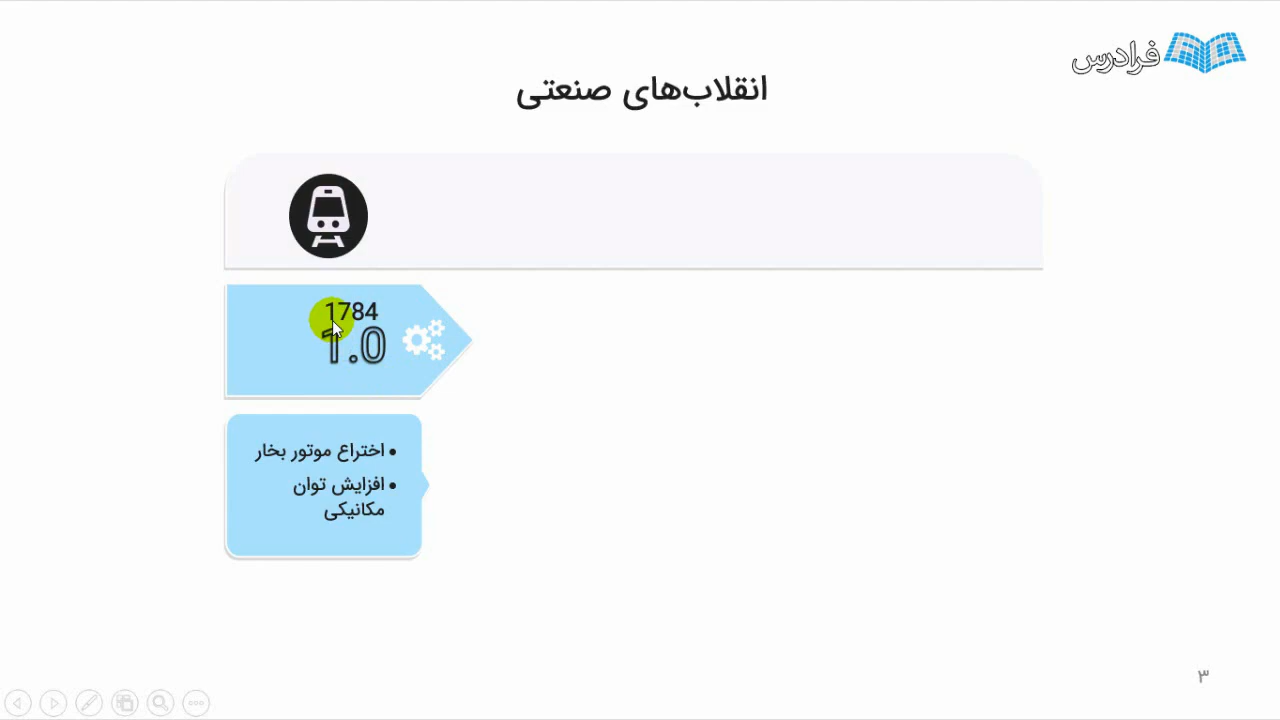 فرادرس
انقلاب‌های صنعتی
1784
1.0
• اختراع موتور بخار
• افزایش توان
مکانیکی
۳